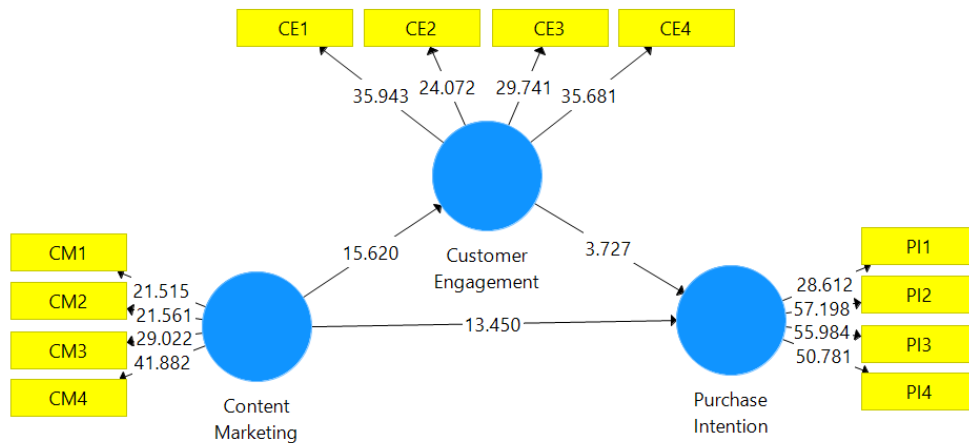 CE1 CE2 CE3 CE4
35.943 24.072 29.741 35.681
Customer
Engagement
15.620
3.727
CM1
CM2
CM3
CM4
21.515
21.561
29.022
41.882
Content
Marketing
13.450
PI1
PI2
PI3
PI4
28.612
57.198
55.984
50.781
Purchase
Intention